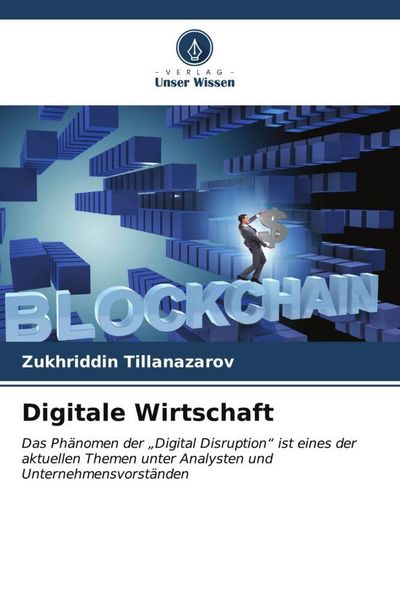 – V E R L A G –
Unser Wissen
$
BLOCKCHAIN
Zukhriddin Tillanazarov
Digitale Wirtschaft
Das Phänomen der „Digital Disruption“ ist eines der
aktuellen Themen unter Analysten und
Unternehmensvorständen